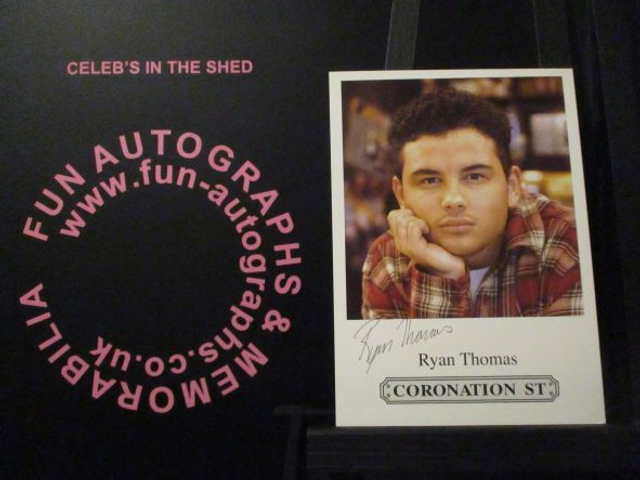 CELEB'S IN THE SHED
FUN AUTOGRAPHS & MEMORABILIA
www.fun-autographs.co.uk
Ryan Thomas
Ryan Thomas
CORONATION ST.